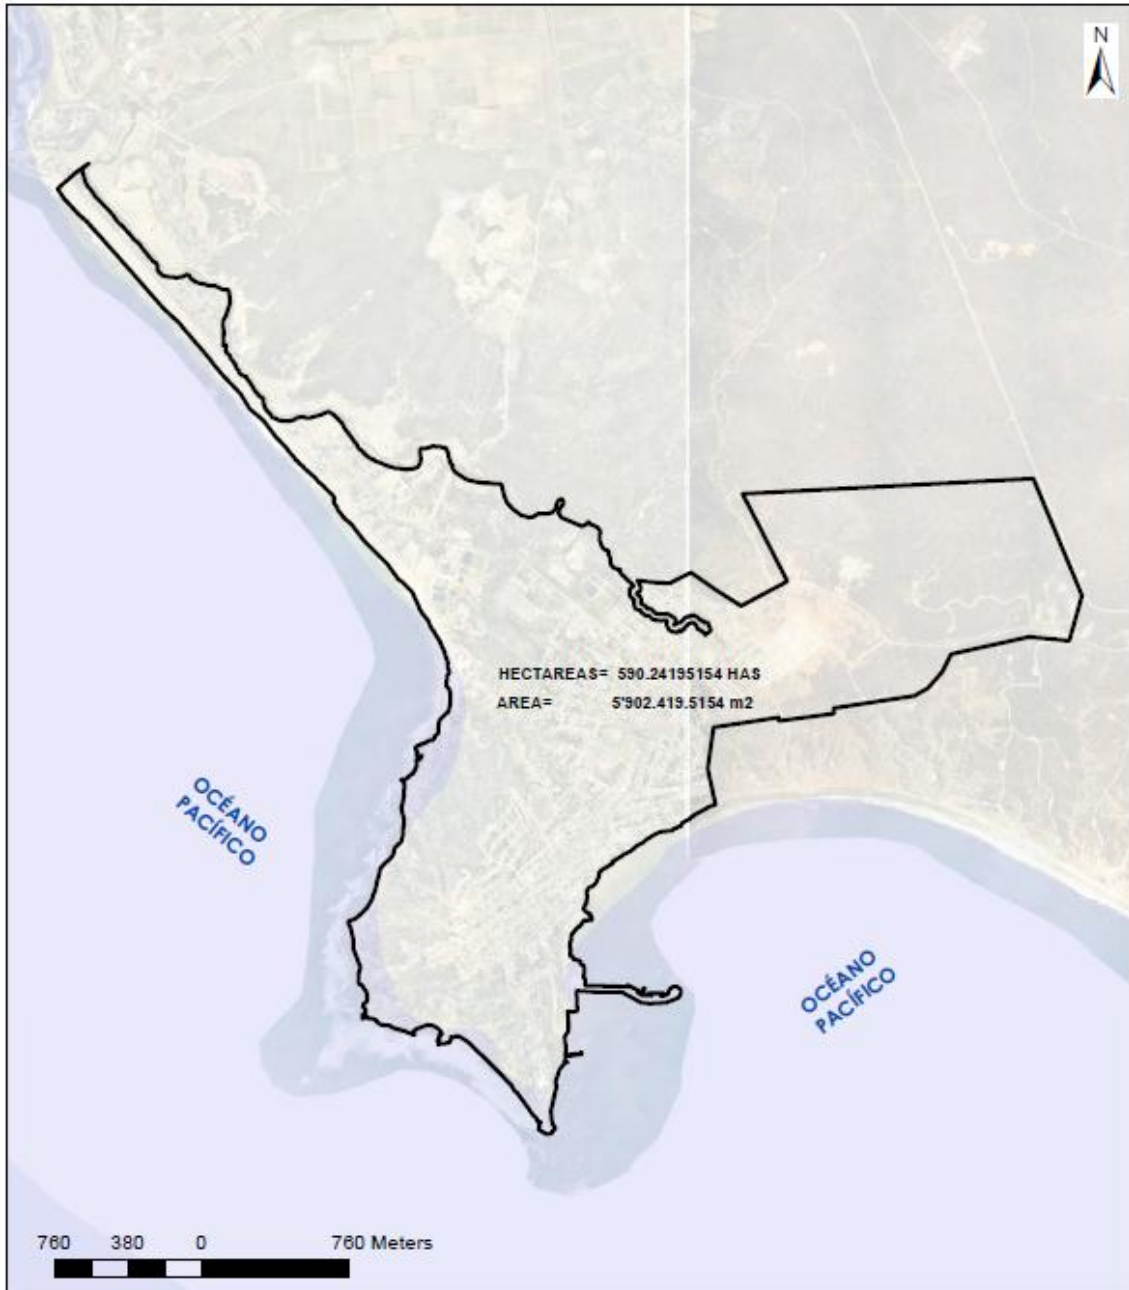 N
HECTAREAS= 590.24195154 HAS
AREA= 5'902.419.5154 m2
OCÉANO
PACÍFICO
OCÉANO
PACÍFICO
760 380 0 760 Meters